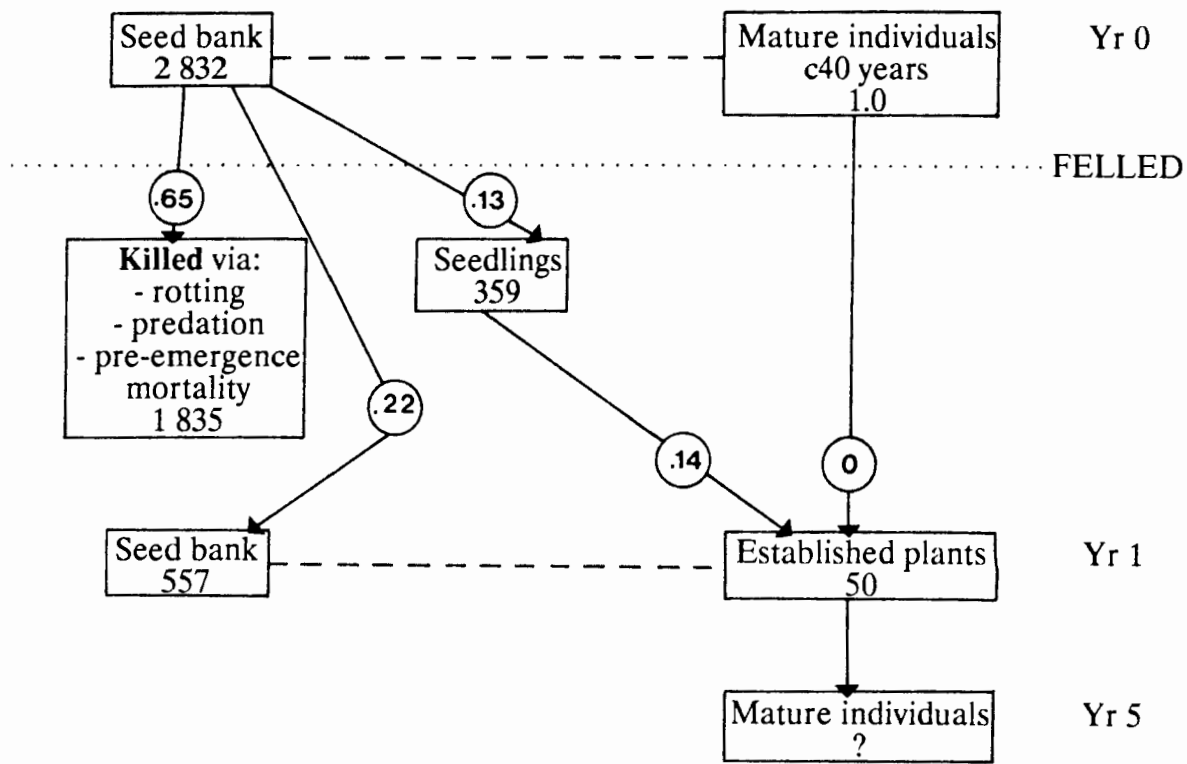 Seed bank
2 832
Mature individuals
c40 years
1.0
Yr 0
FELLED
.65
.13
Killed via:
- rotting
- predation
- pre-emergence
mortality
1 835
Seedlings
359
.22
.14
0
Seed bank
557
Established plants
50
Yr 1
Mature individuals
?
Yr 5